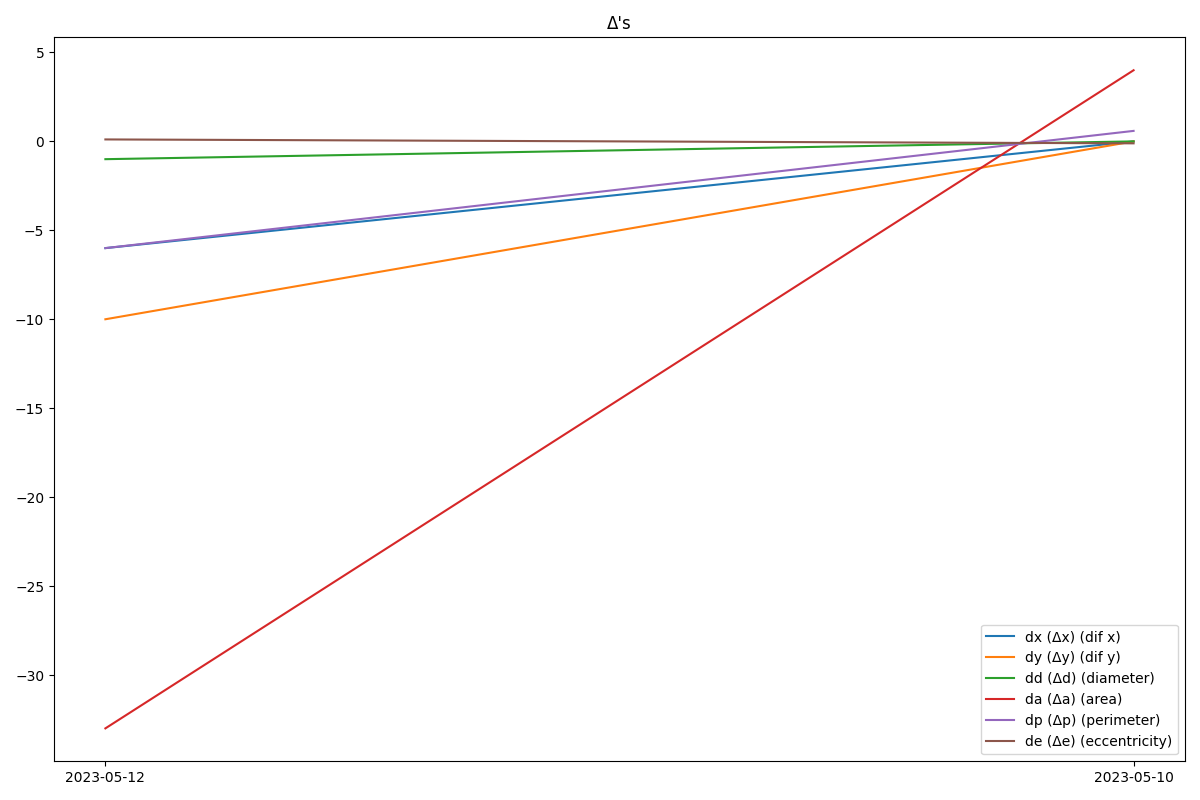 Δ's
5
0
−5
−10
−15
−20
−25
−30
2023-05-12
2023-05-10
dx (Δx) (dif x)
dy (Δy) (dif y)
dd (Δd) (diameter)
da (Δa) (area)
dp (Δp) (perimeter)
de (Δe) (eccentricity)